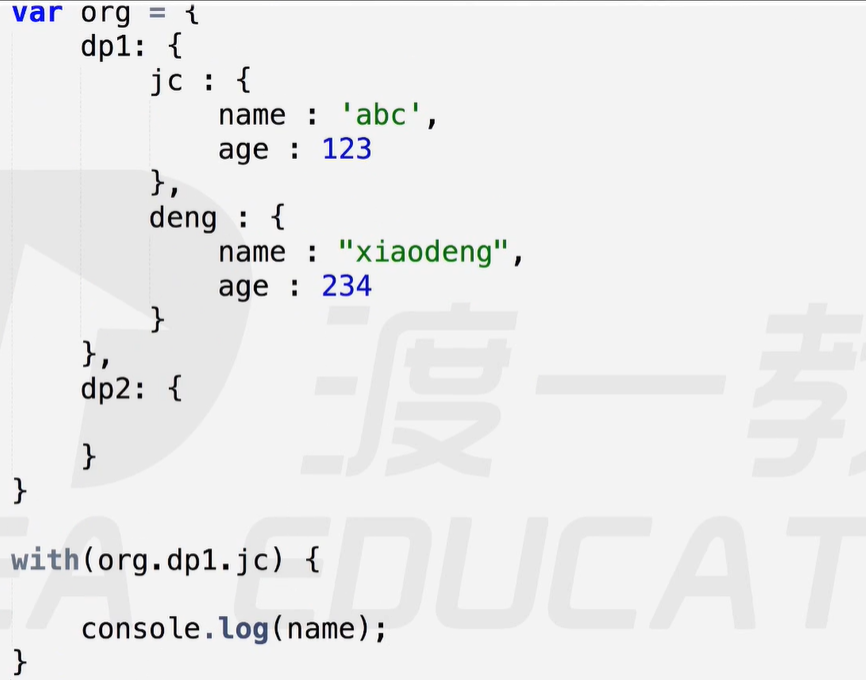 var org = {
    dp1: {
        jc : {
            name : 'abc',
            age : 123
        },
        deng : {
            name : "xiaodeng",
            age : 234
        }
    },
    dp2: {

    }
}

with(org.dp1.jc) {

    console.log(name);
}
渡一教
EDUCAT